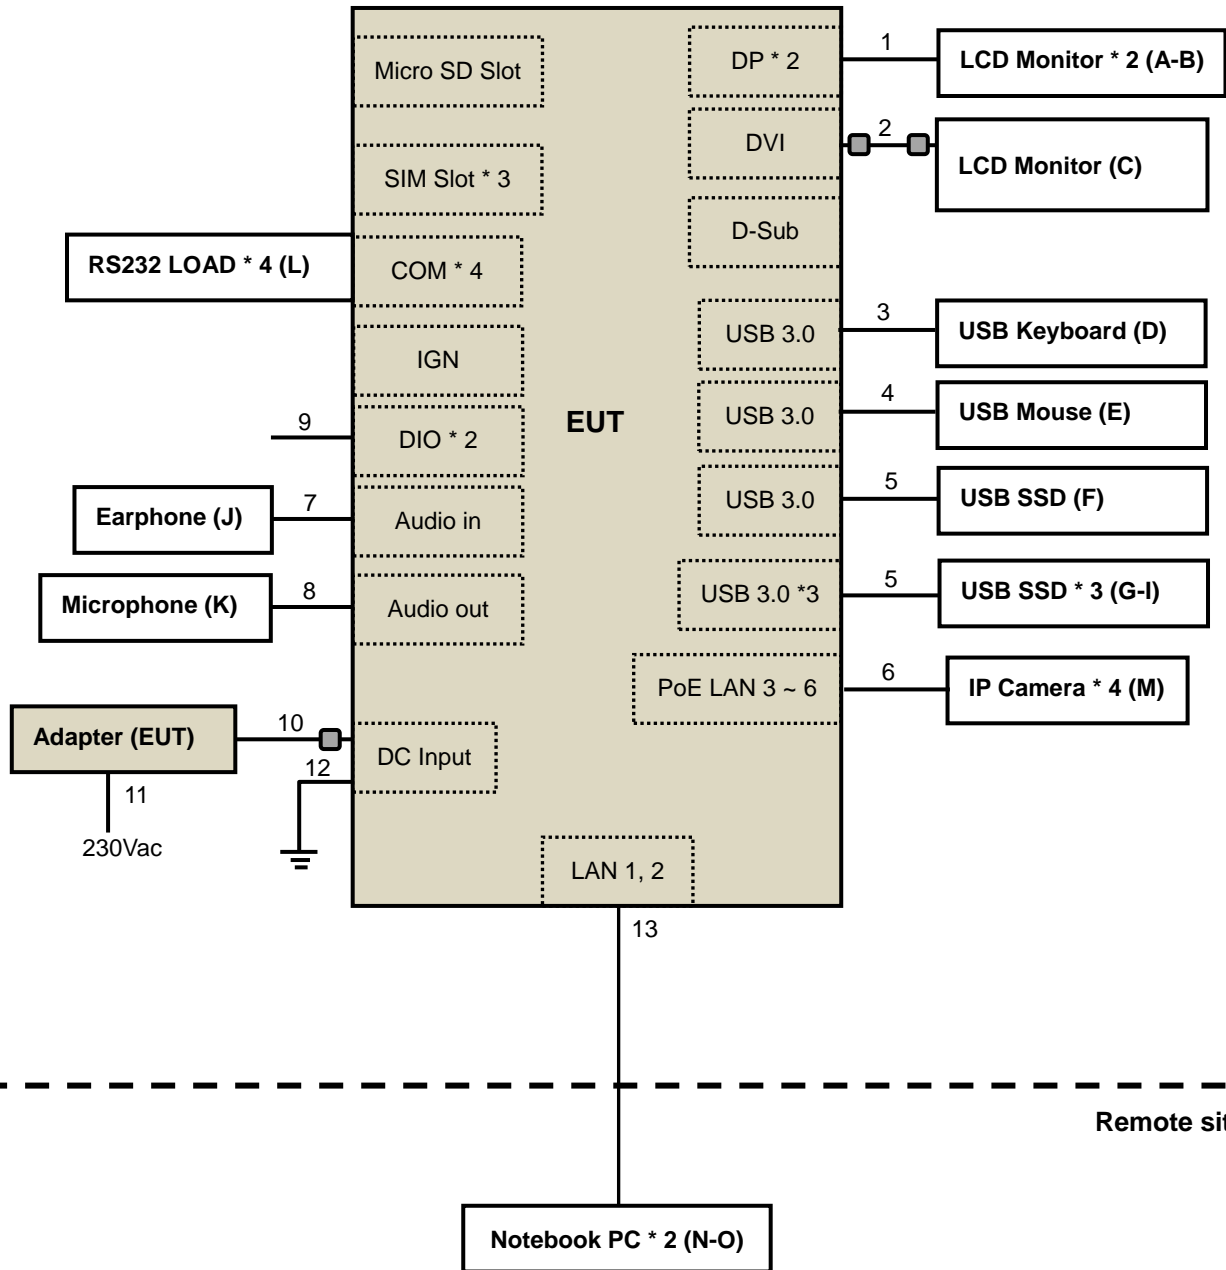 Micro SD Slot
DP * 2
1
LCD Monitor * 2 (A-B)
DVI
2
LCD Monitor (C)
SIM Slot * 3
D-Sub
RS232 LOAD * 4 (L)
COM * 4
USB 3.0
3
USB Keyboard (D)
IGN
EUT
USB 3.0
4
USB Mouse (E)
9
DIO * 2
USB 3.0
5
USB SSD (F)
Earphone (J)
7
Audio in
USB 3.0 *3
5
USB SSD * 3 (G-I)
Microphone (K)
8
Audio out
PoE LAN 3 ~ 6
6
IP Camera * 4 (M)
Adapter (EUT)
10
DC Input
12
11
230Vac
LAN 1, 2
13
Remote sit
Notebook PC * 2 (N-O)